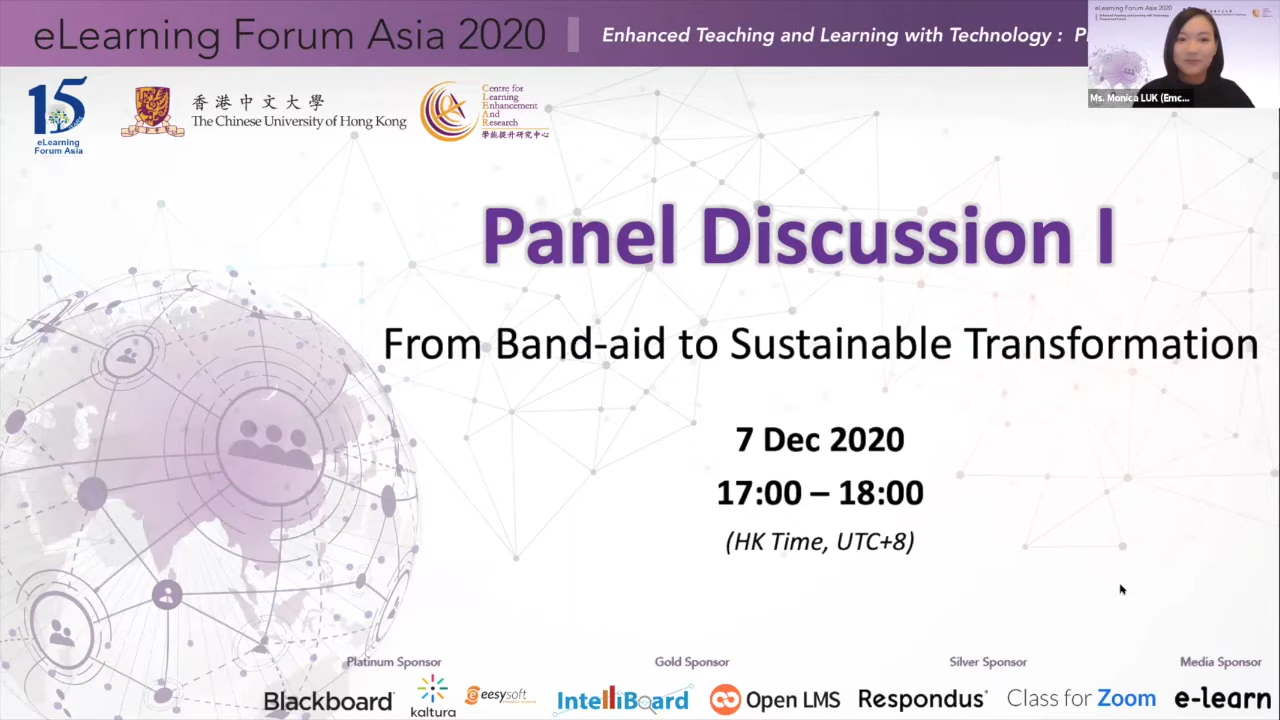 eLearning Forum Asia 2020
Enhanced Teaching and Learning with Technology :
Ms. Monica LUK (Emc...
eLearning Forum Asia 2020
15
eLearning
Forum Asia
香港中文大學
The Chinese University of Hong Kong
Centre for
Learning
Enhancement
And
Research
學能提升研究中心
Panel Discussion I
From Band-aid to Sustainable Transformation
7 Dec 2020
17:00 – 18:00
(HK Time, UTC+8)
Platinum Sponsor
Gold Sponsor
Silver Sponsor
Media Sponsor
Blackboard
kaltura
eesysoft
IntelliBoard
Open LMS
Respondus
Class for Zoom
e-learn